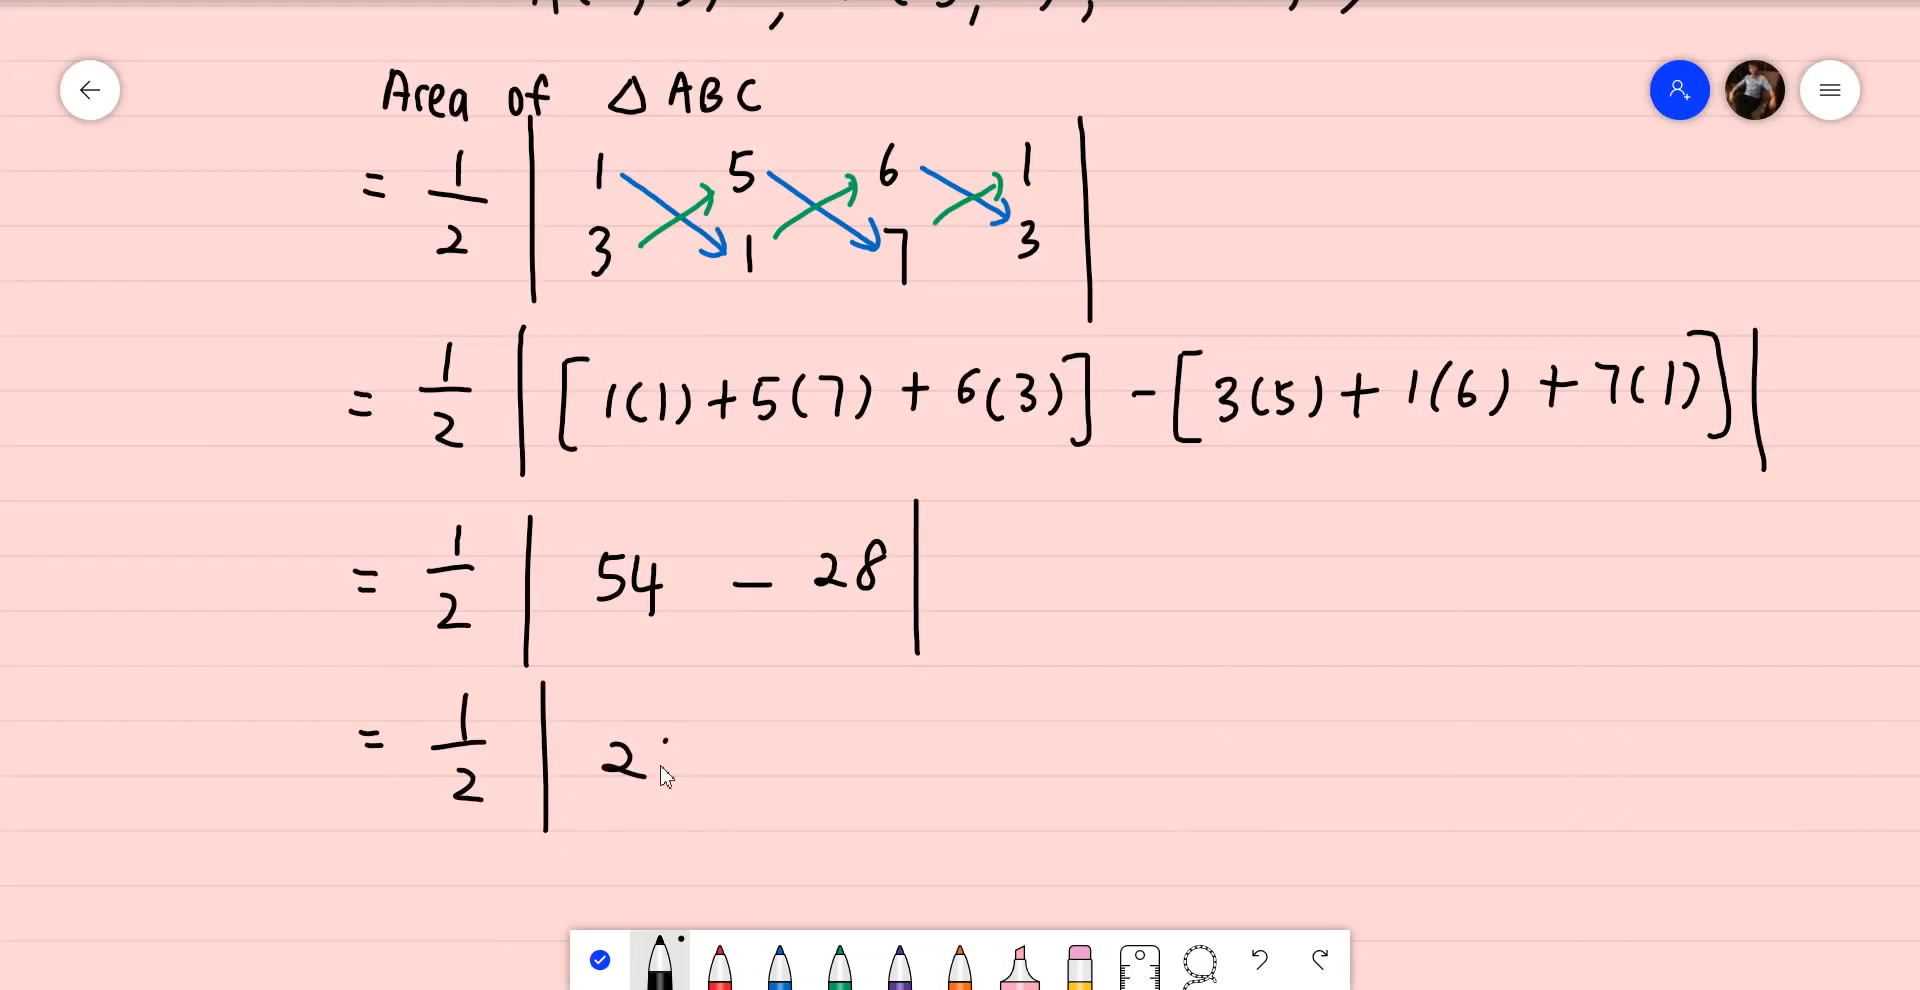 Area of △ ABC
= 1/2 | 1 5 6 1
3 1 7 3 |
= 1/2 | [1(1) + 5(7) + 6(3)] - [3(5) + 1(6) + 7(1)] |
= 1/2 | 54 - 28 |
= 1/2 | 2